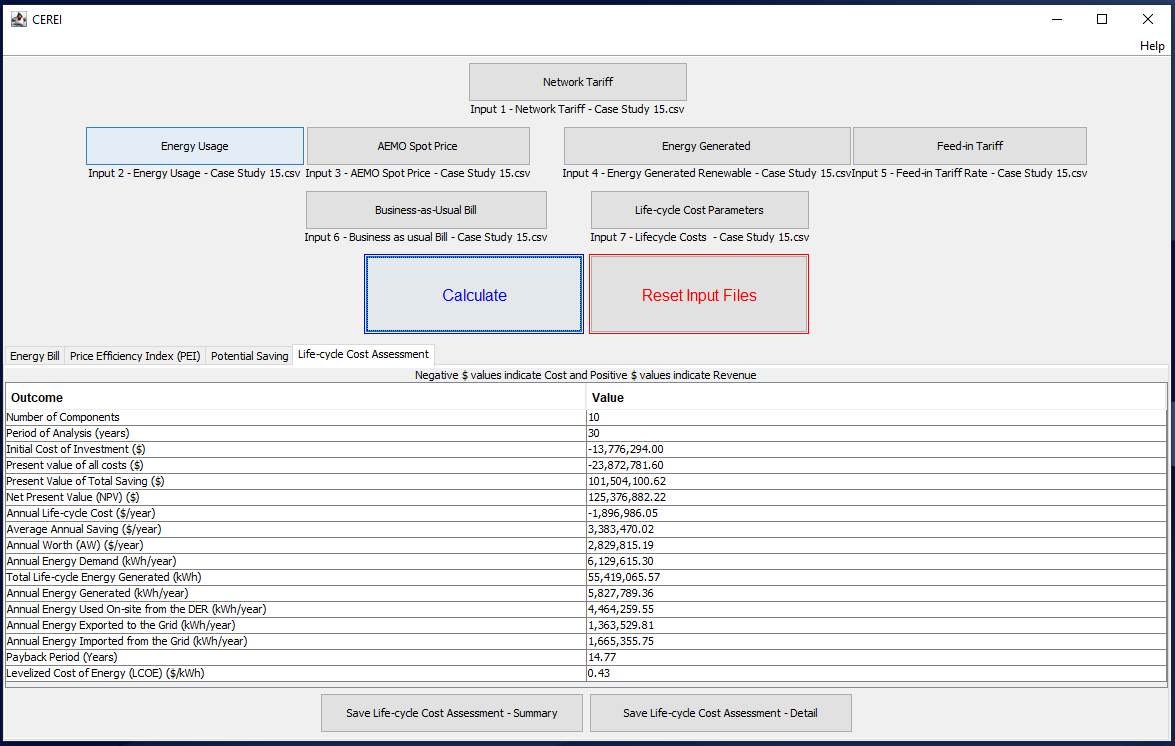 CEREI
Help
Network Tariff
Input 1 - Network Tariff - Case Study 15.csv
Energy Usage AEMO Spot Price Energy Generated Feed-in Tariff
Input 2 - Energy Usage - Case Study 15.csv Input 3 - AEMO Spot Price - Case Study 15.csv Input 4 - Energy Generated Renewable - Case Study 15.csv Input 5 - Feed-in Tariff Rate - Case Study 15.csv
Business-as-Usual Bill Life-cycle Cost Parameters
Input 6 - Business as usual Bill - Case Study 15.csv Input 7 - Lifecycle Costs - Case Study 15.csv
Calculate Reset Input Files
Energy Bill Price Efficiency Index (PEI) Potential Saving Life-cycle Cost Assessment
Negative $ values indicate Cost and Positive $ values indicate Revenue
Outcome Value
Number of Components 10
Period of Analysis (years) 30
Initial Cost of Investment ($) -13,776,294.00
Present value of all costs ($) -23,872,781.60
Present Value of Total Saving ($) 101,504,100.62
Net Present Value (NPV) ($) 125,376,882.22
Annual Life-cycle Cost ($/year) -1,896,986.05
Average Annual Saving ($/year) 3,383,470.02
Annual Worth (AW) ($/year) 2,829,815.19
Annual Energy Demand (kWh/year) 6,129,615.30
Total Life-cycle Energy Generated (kWh) 55,419,065.57
Annual Energy Generated (kWh/year) 5,827,789.36
Annual Energy Used On-site from the DER (kWh/year) 4,464,259.55
Annual Energy Exported to the Grid (kWh/year) 1,363,529.81
Annual Energy Imported from the Grid (kWh/year) 1,665,355.75
Payback Period (Years) 14.77
Levelized Cost of Energy (LCOE) ($/kWh) 0.43
Save Life-cycle Cost Assessment - Summary Save Life-cycle Cost Assessment - Detail